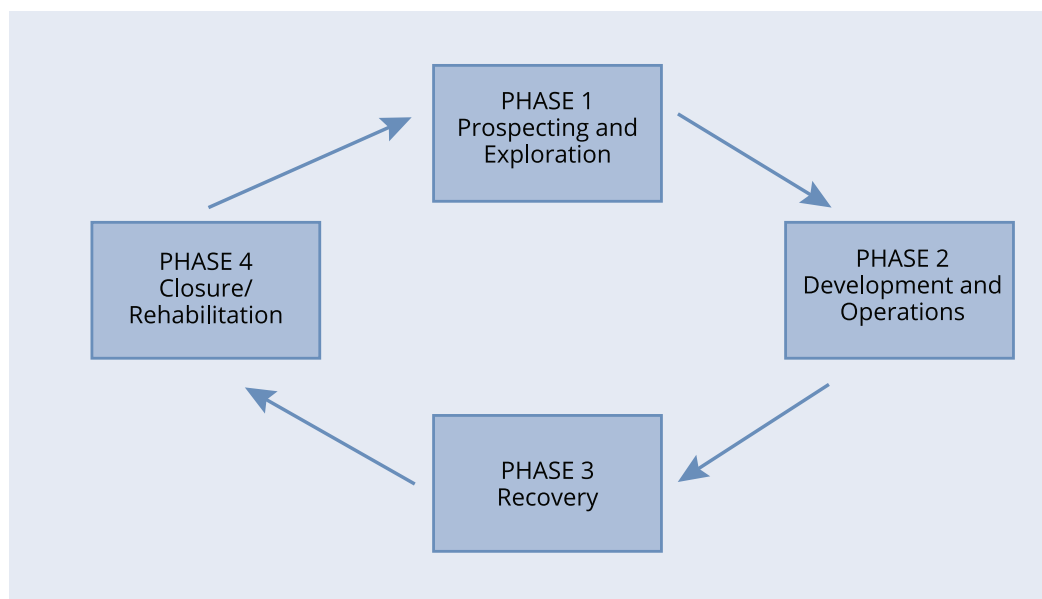 PHASE 1
Prospecting and
Exploration
PHASE 2
Development and
Operations
PHASE 3
Recovery
PHASE 4
Closure/
Rehabilitation